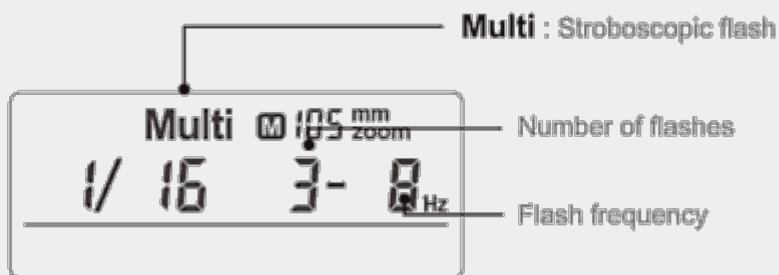 Multi : Stroboscopic flash
Multi M 105 mm zoom
Number of flashes
1/ 16 3- 8 Hz
Flash frequency